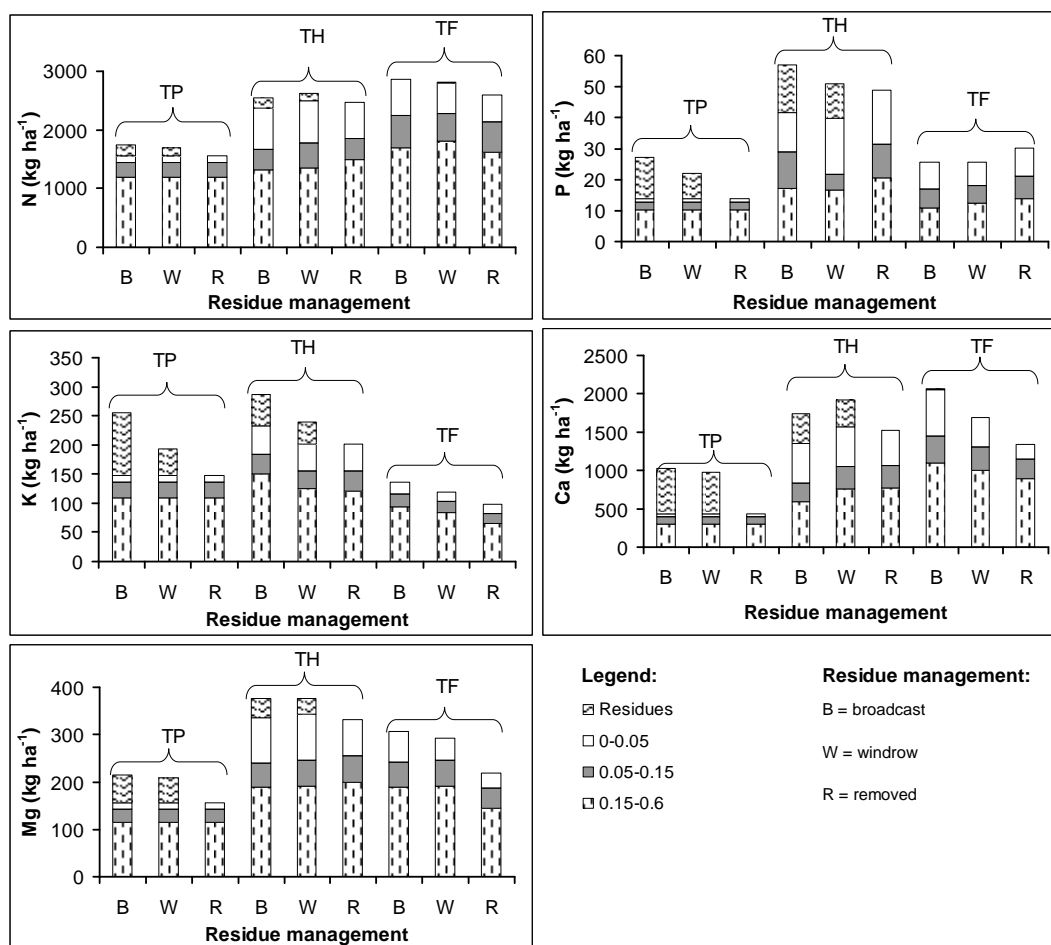 TP
TH
TF
N (kg ha-1)
3000
2000
1000
0
B W R B W R B W R
Residue management
TP
TH
TF
P (kg ha-1)
60
50
40
30
20
10
0
B W R B W R B W R
Residue management
TP
TH
TF
K (kg ha-1)
350
300
250
200
150
100
50
0
B W R B W R B W R
Residue management
TP
TH
TF
Ca (kg ha-1)
2500
2000
1500
1000
500
0
B W R B W R B W R
Residue management
TP
TH
TF
Mg (kg ha-1)
400
300
200
100
0
B W R B W R B W R
Residue management
Legend:
Residues
0-0.05
0.05-0.15
0.15-0.6
Residue management:
B = broadcast
W = windrow
R = removed